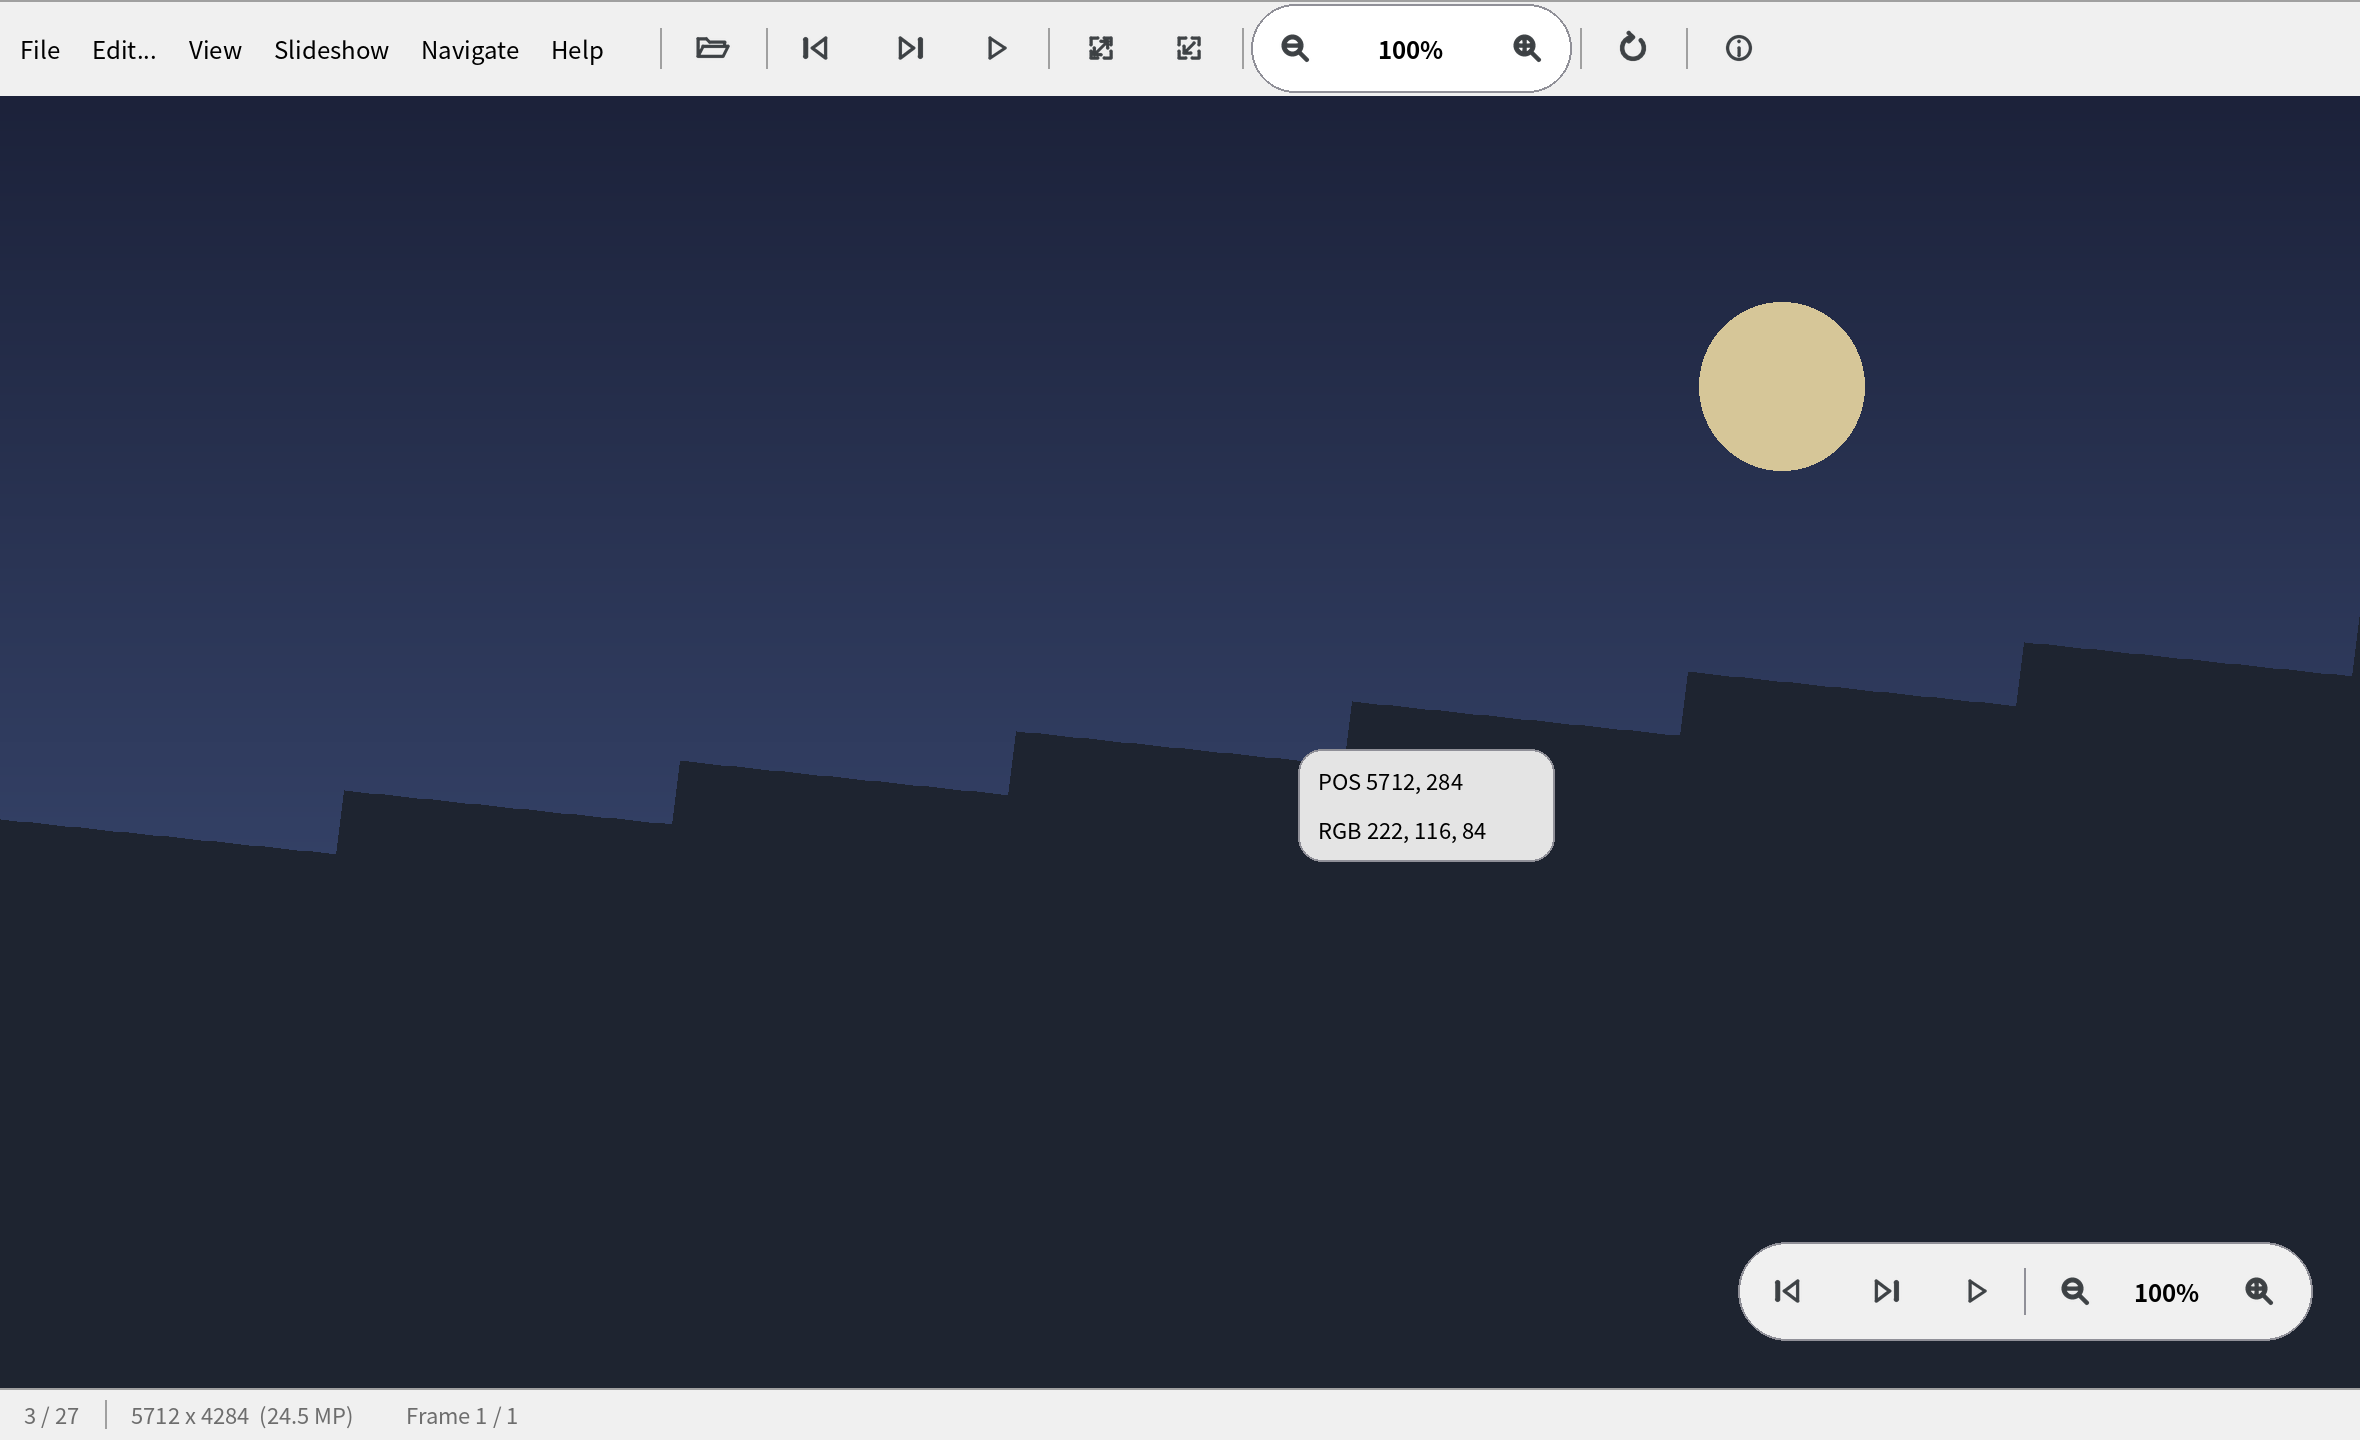 File Edit... View Slideshow Navigate Help 100%
POS 5712, 284
RGB 222, 116, 84
100%
3 / 27 5712 x 4284 (24.5 MP) Frame 1 / 1